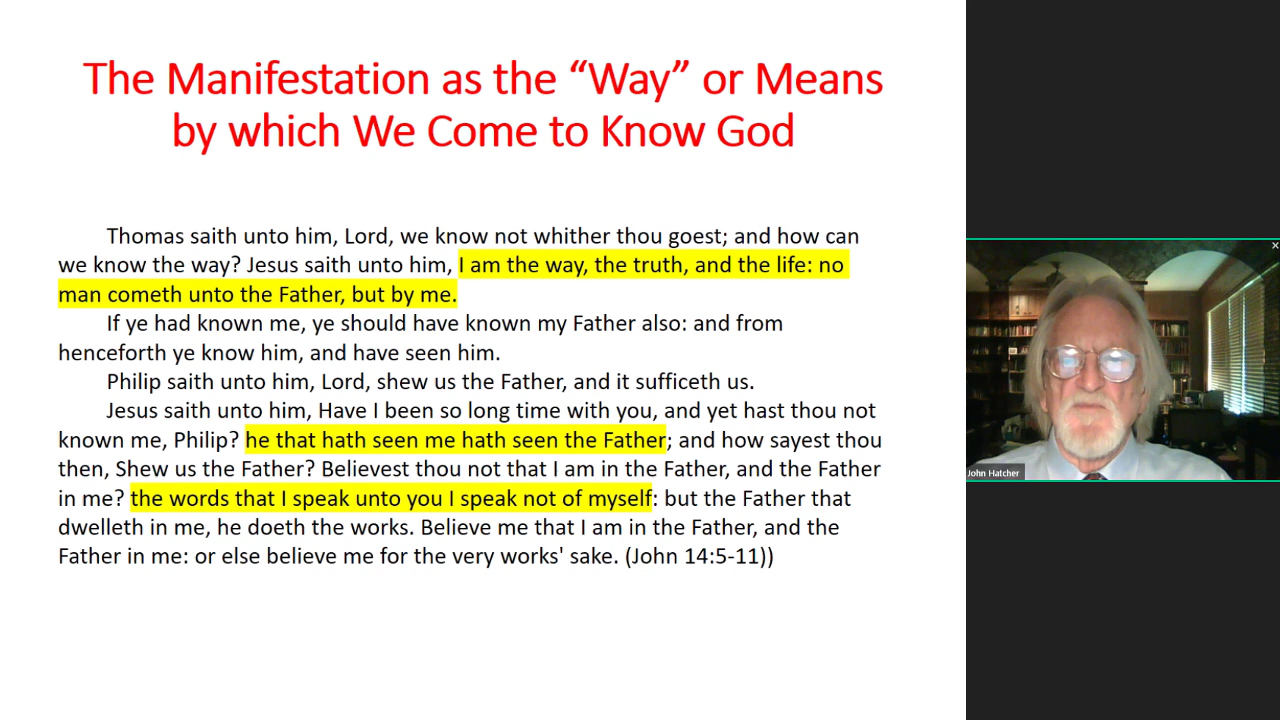 The Manifestation as the “Way” or Means
by which We Come to Know God
Thomas saith unto him, Lord, we know not whither thou goest; and how can
we know the way? Jesus saith unto him, I am the way, the truth, and the life: no
man cometh unto the Father, but by me.
If ye had known me, ye should have known my Father also: and from
henceforth ye know him, and have seen him.
Philip saith unto him, Lord, shew us the Father, and it sufficeth us.
Jesus saith unto him, Have I been so long time with you, and yet hast thou not
known me, Philip? he that hath seen me hath seen the Father; and how sayest thou
then, Shew us the Father? Believest thou not that I am in the Father, and the Father
in me? the words that I speak unto you I speak not of myself: but the Father that
dwelleth in me, he doeth the works. Believe me that I am in the Father, and the
Father in me: or else believe me for the very works' sake. (John 14:5-11))
John Hatcher